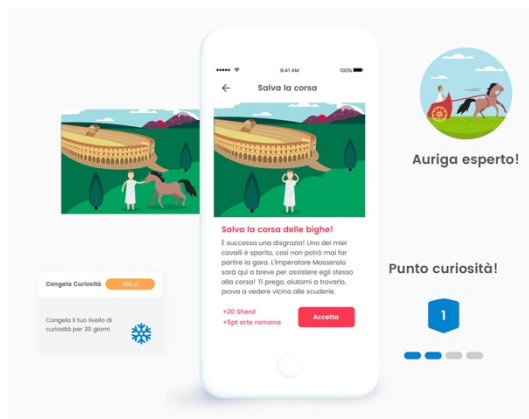 9:41 AM
100%
Salva la corsa
Auriga esperto!
Salva la corsa delle bighe!
È successa una disgrazia! Uno dei miei
cavalli è sparito, così non potrò mai far
partire la gara. L'imperatore Massenzio
sarà qui a breve per assistere egli stesso
alla corsa! Ti prego, aiutami a trovarlo,
prova a vedere vicino alle scuderie.
+20 Sherd
+5pt arte romana
Accetta
Congela Curiosità
Congela il tuo livello di
curiosità per 30 giorni
Punto curiosità!
1